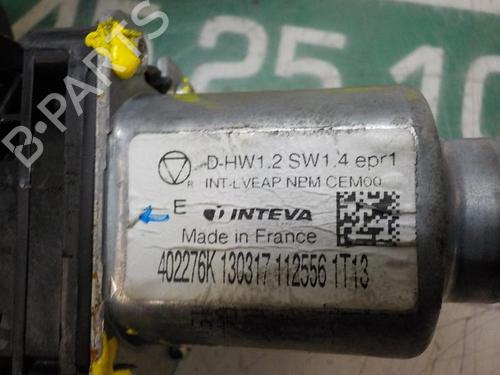 B-PARTS
25.10
D-HW1.2 SW1.4 epr1
R INT-LVEAP NPM CEM00
E INTEVA
Made in France
402276K 130317 112556 1T13